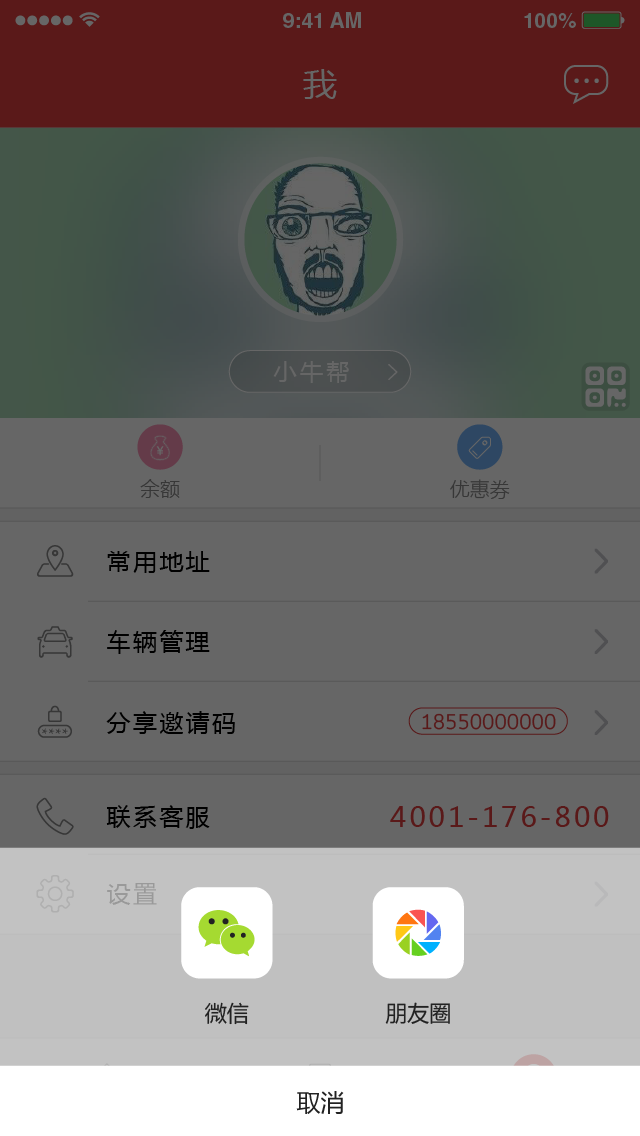 9:41 AM 100%
我
小牛帮
余额 优惠券
常用地址
车辆管理
分享邀请码 18550000000
联系客服 4001-176-800
设置
微信 朋友圈
取消